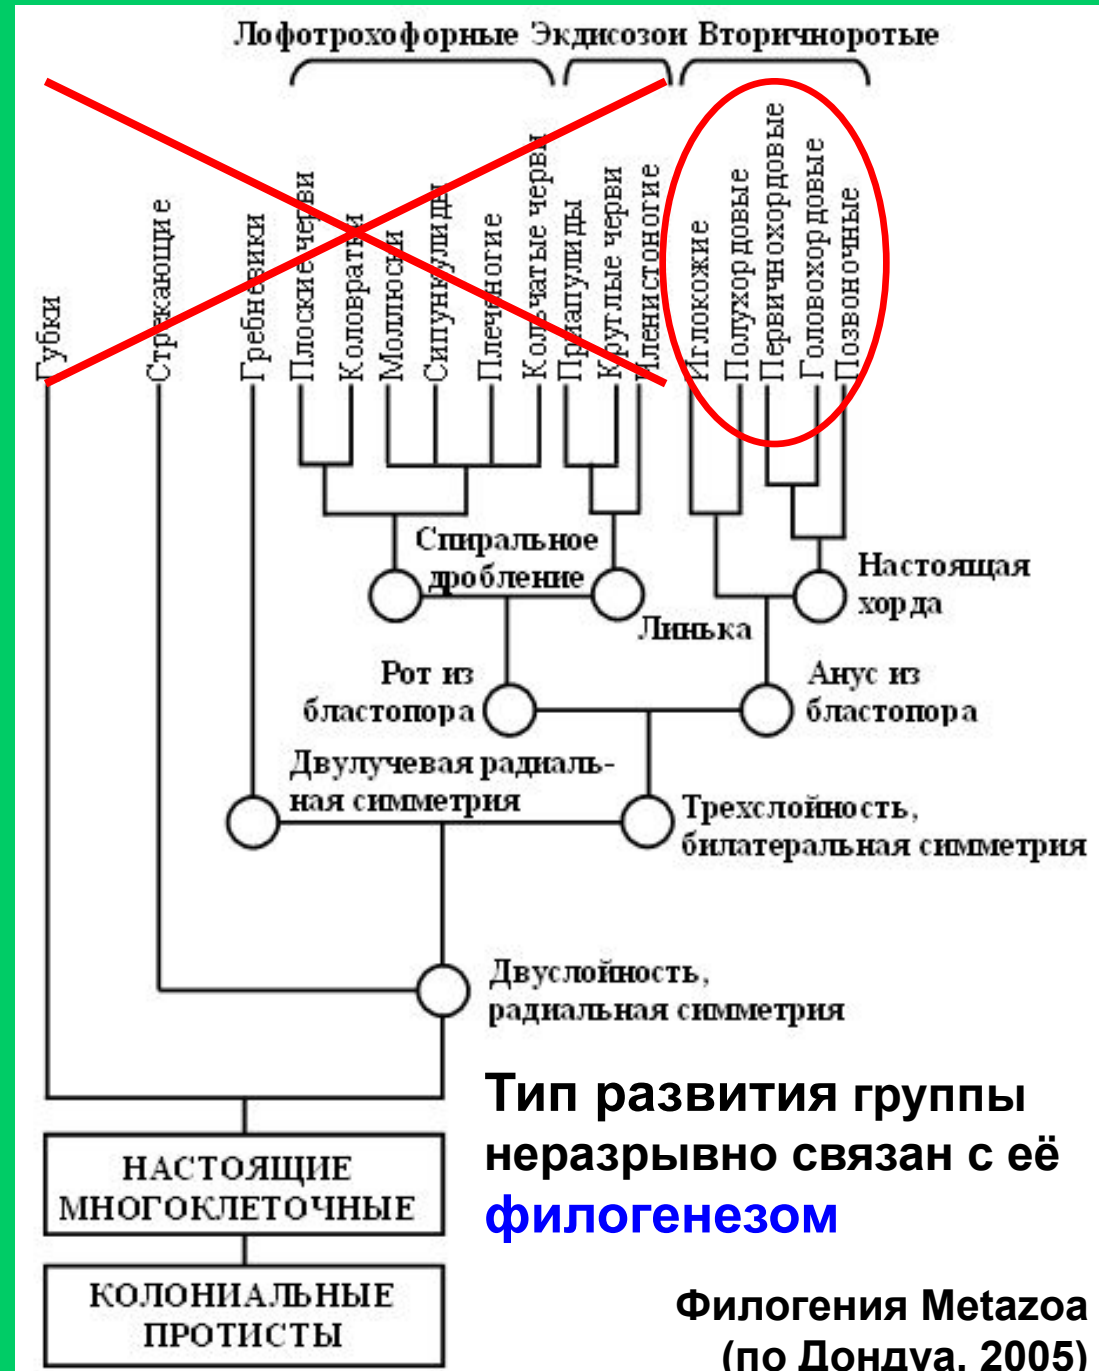 Лофотрохофорные Экдисозои Вторичноротые
Губки
Стрекающие
Гребневики
Плоские черви
Коловратки
Моллюски
Сипункулиды
Плеченогие
Кольчатые черви
Приапулиды
Круглые черви
Членистоногие
Иглокожие
Полухордовые
Первичнохордовые
Головохордовые
Позвоночные
Спиральное
дробление
Линька
Настоящая
хорда
Рот из
бластопора
Анус из
бластопора
Двулучевая радиаль-
ная симметрия
Трехслойность,
билатеральная симметрия
Двуслойность,
радиальная симметрия
Тип развития группы
неразрывно связан с её
филогенезом
НАСТОЯЩИЕ
МНОГОКЛЕТОЧНЫЕ
КОЛОНИАЛЬНЫЕ
ПРОТИСТЫ
Филогения Metazoa
(по Дондуа, 2005)